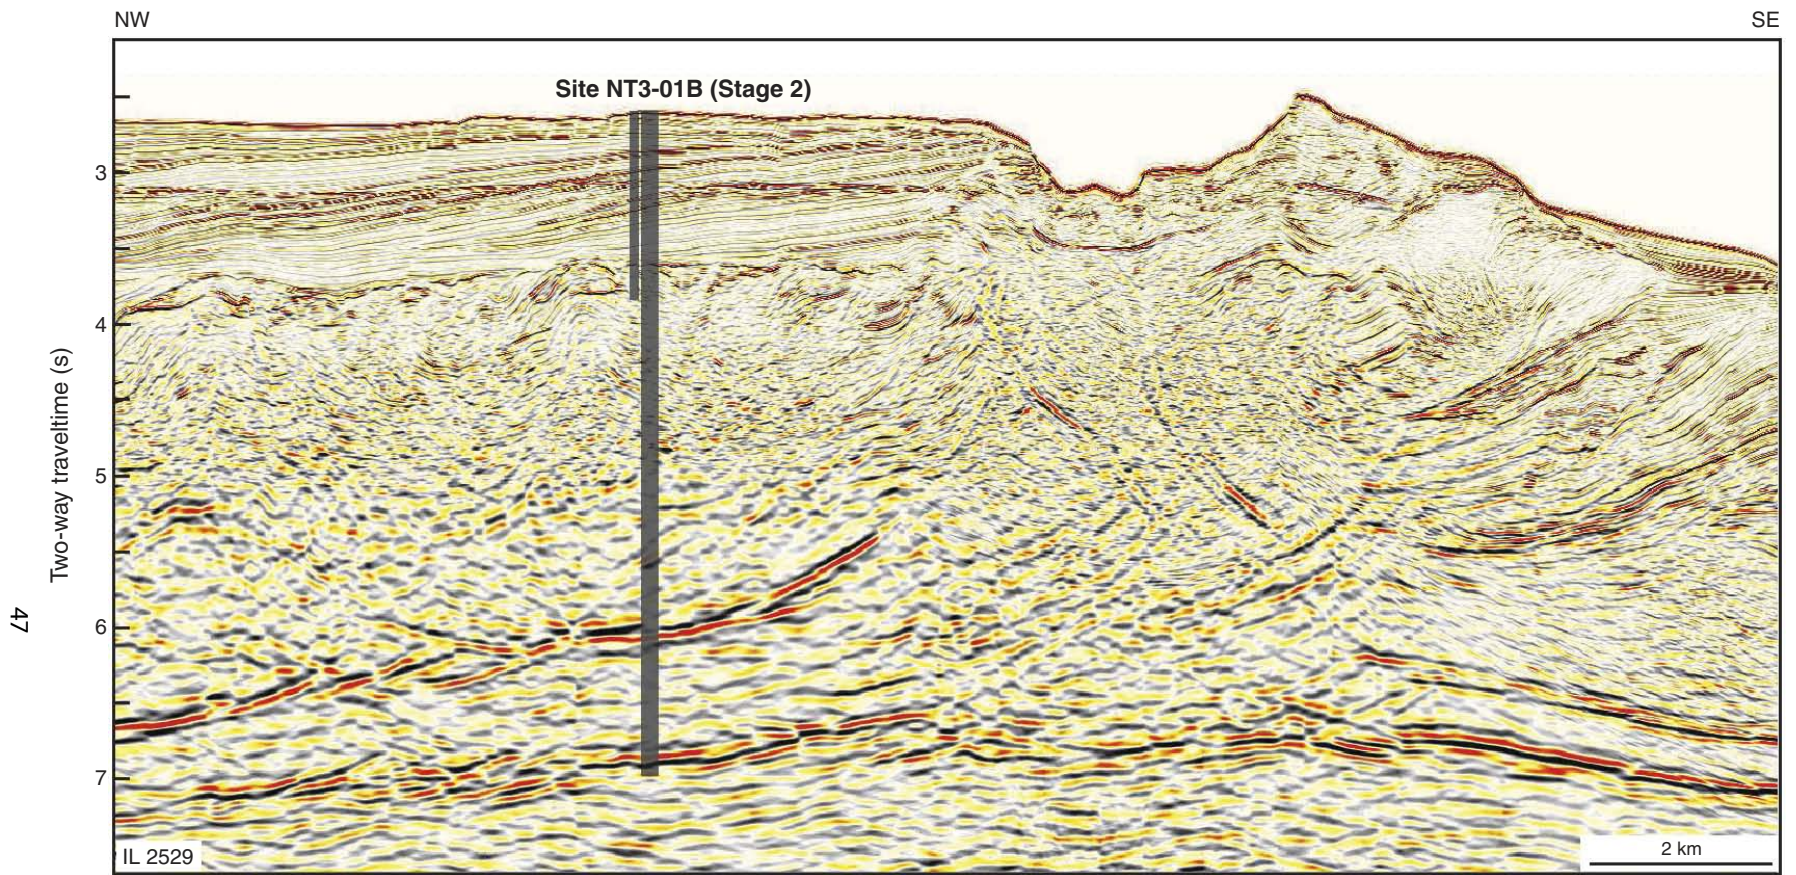 NW
SE
Site NT3-01B (Stage 2)
3
4
5
6
7
Two-way traveltime (s)
47
IL 2529
2 km